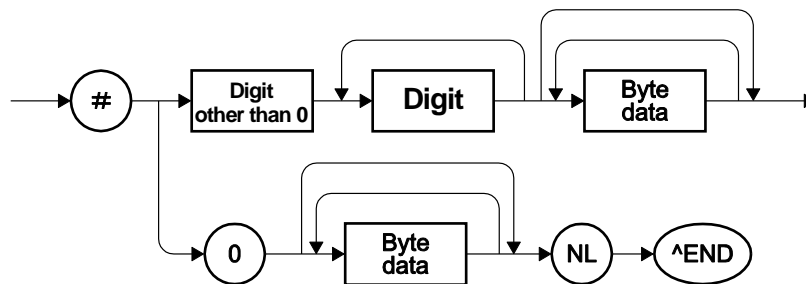 #
Digit
other than 0
Digit
Byte
data
0
Byte
data
NL
^END